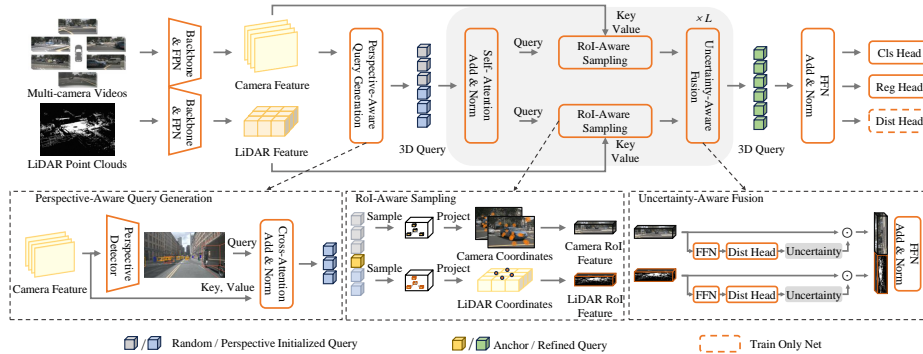 Multi-camera Videos
LiDAR Point Clouds
Backbone
& FPN
Backbone
& FPN
Camera Feature
LiDAR Feature
Perspective-Aware
Query Generation
3D Query
Self- Attention
Add & Norm
Query
Query
Key
Value
RoI-Aware
Sampling
RoI-Aware
Sampling
Key
Value
× L
Uncertainty-Aware
Fusion
3D Query
FFN
Add & Norm
Cls Head
Reg Head
Dist Head
Perspective-Aware Query Generation
Camera Feature
Perspective
Detector
Query
Key, Value
Cross-Attention
Add & Norm
RoI-Aware Sampling
Sample
Project
Camera Coordinates
Camera RoI
Feature
Sample
Project
LiDAR Coordinates
LiDAR RoI
Feature
Uncertainty-Aware Fusion
FFN
Dist Head
Uncertainty
FFN
Dist Head
Uncertainty
FFN
Add & Norm
/ Random / Perspective Initialized Query
/ Anchor / Refined Query
Train Only Net